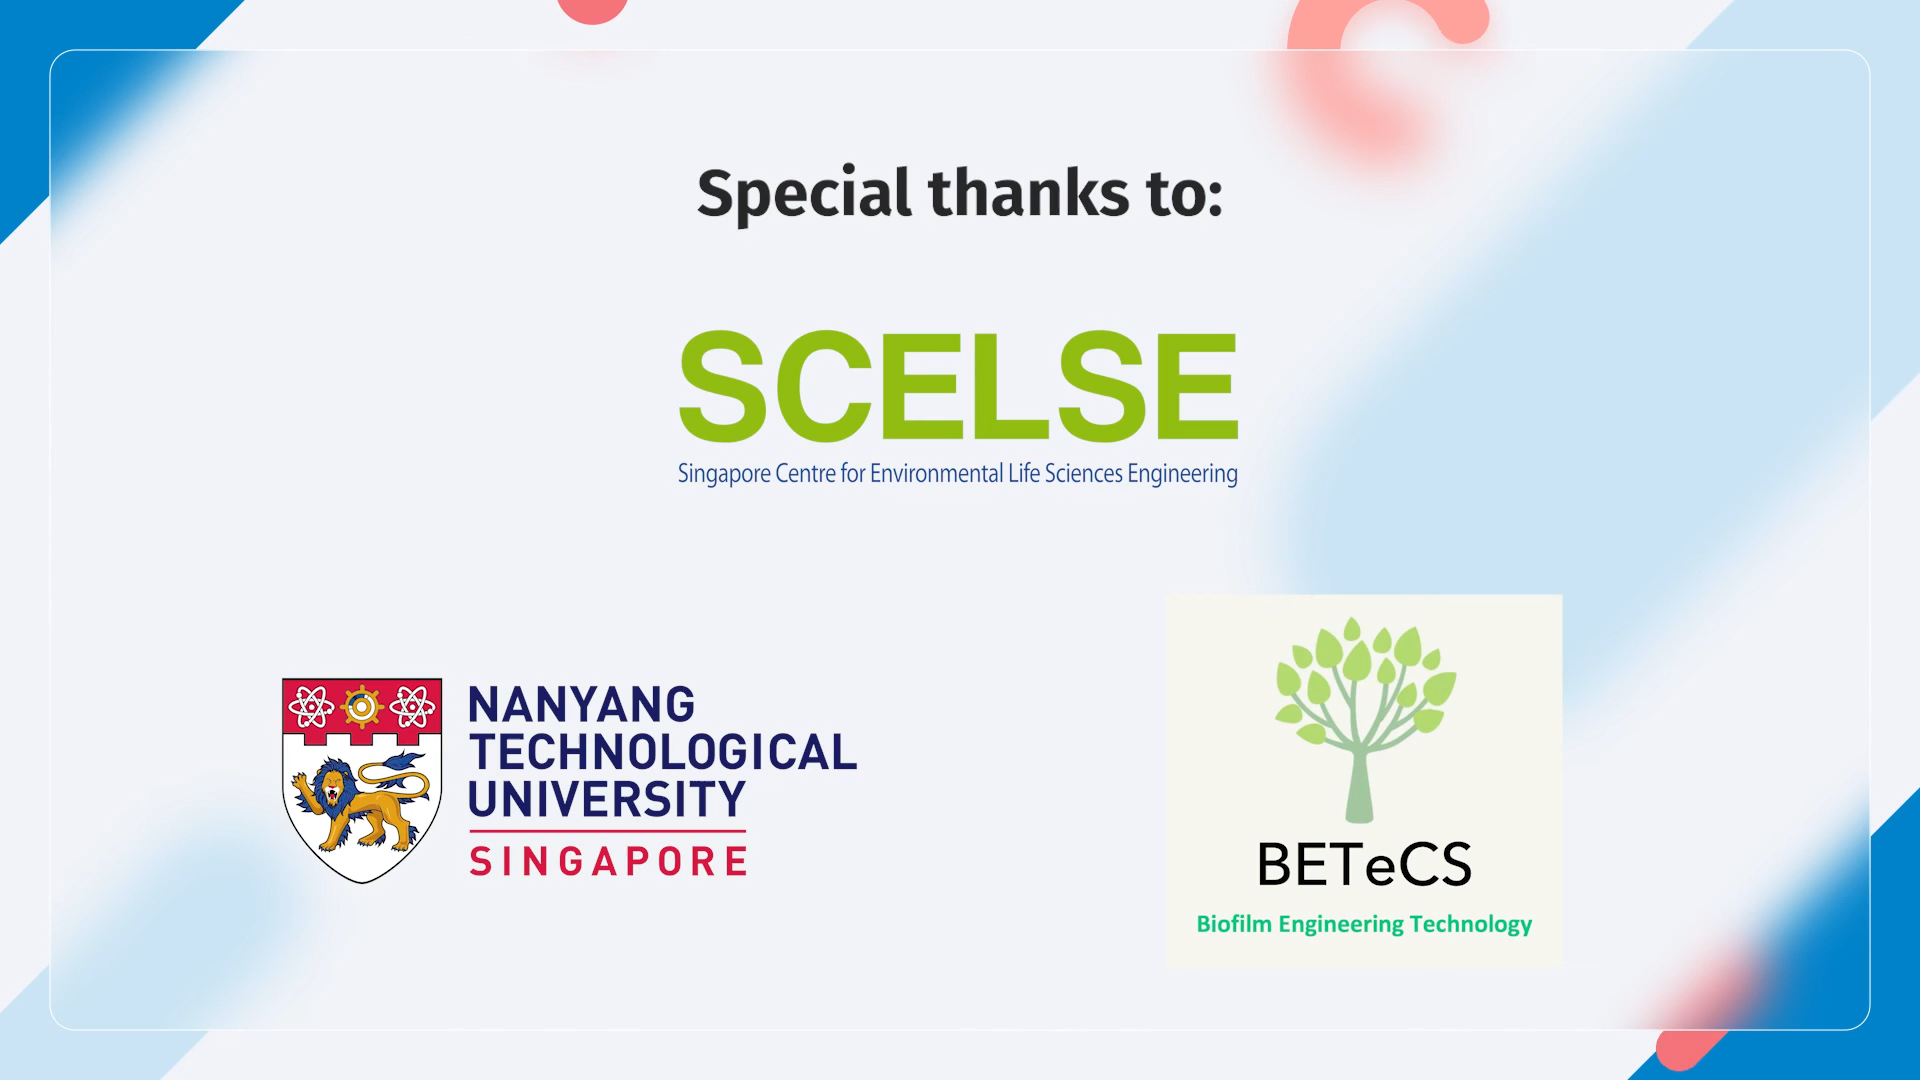 Special thanks to:
SCELSE
Singapore Centre for Environmental Life Sciences Engineering
NANYANG
TECHNOLOGICAL
UNIVERSITY
SINGAPORE
BETeCS
Biofilm Engineering Technology